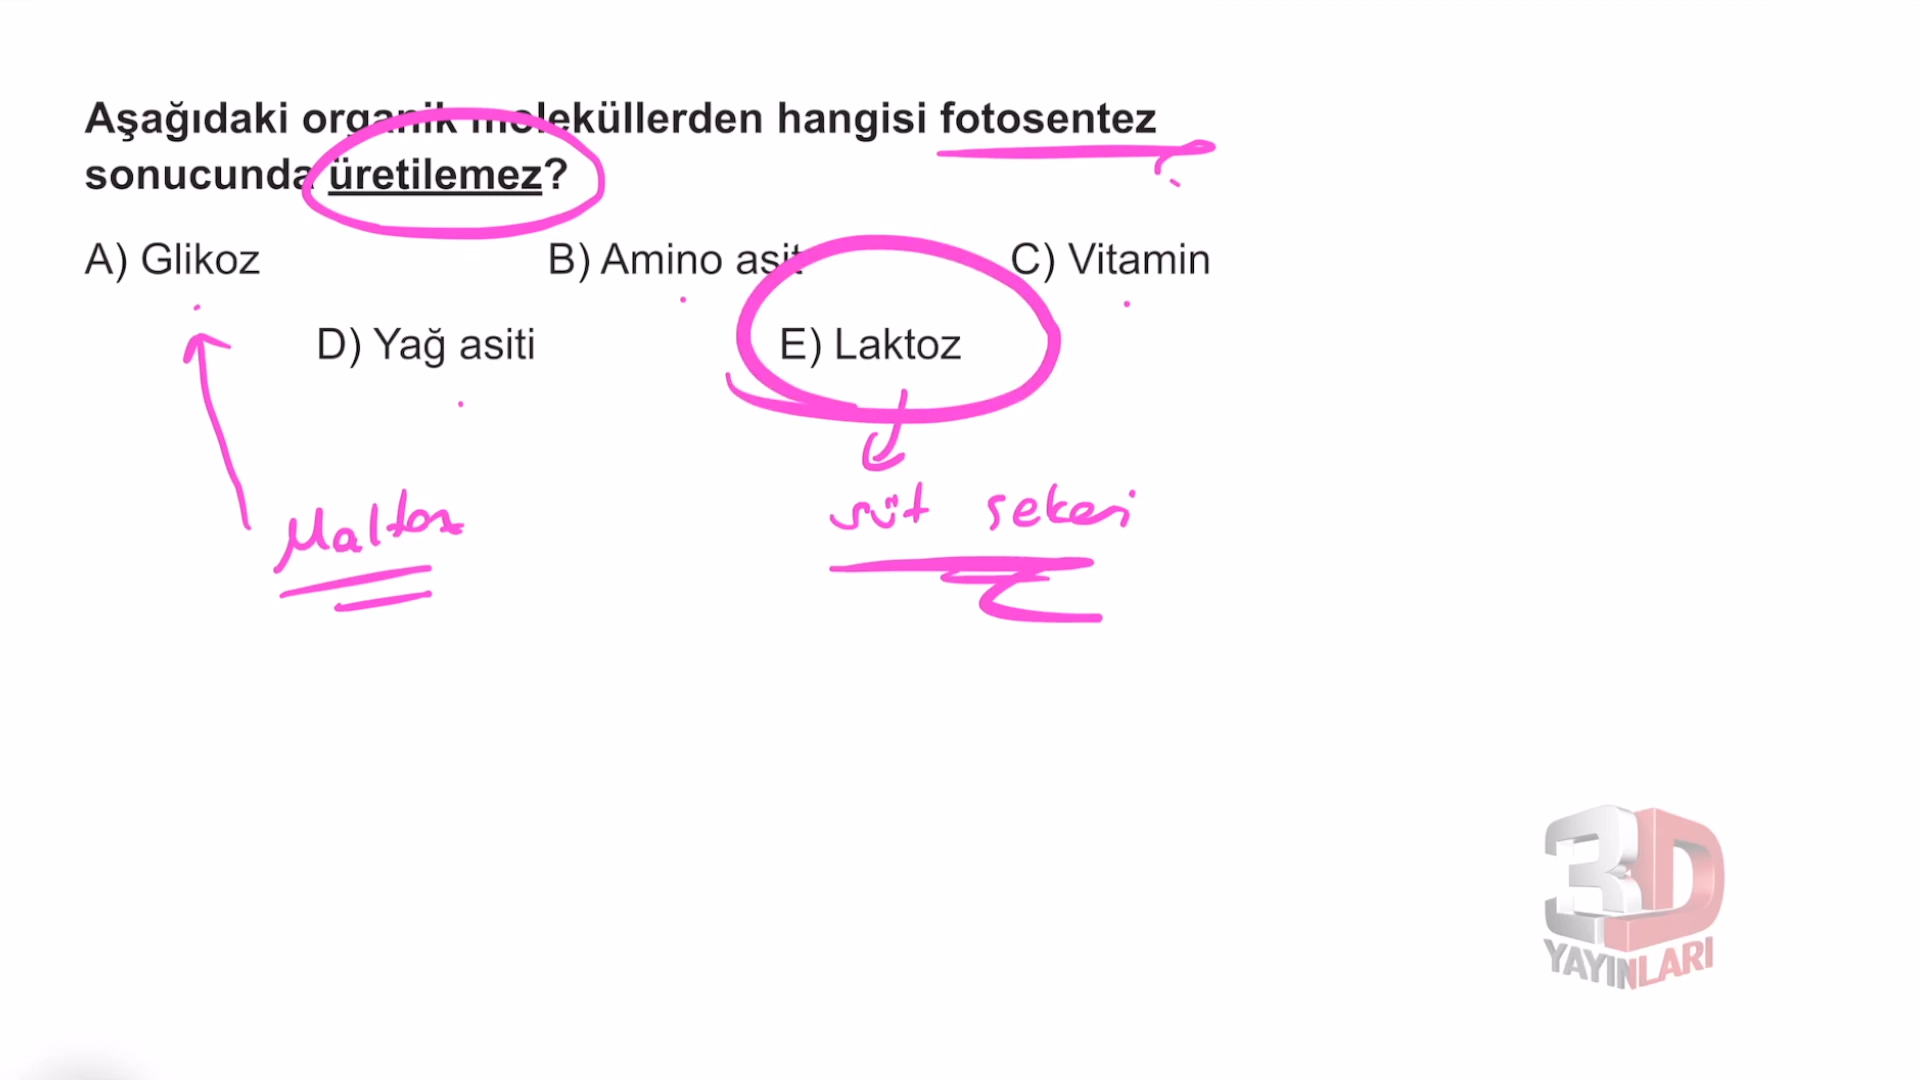 Aşağıdaki organik moleküllerden hangisi fotosentez
sonucunda üretilemez?
A) Glikoz B) Amino asit C) Vitamin
D) Yağ asiti E) Laktoz
Maltoz süt şekeri
3D
YAYINLARI